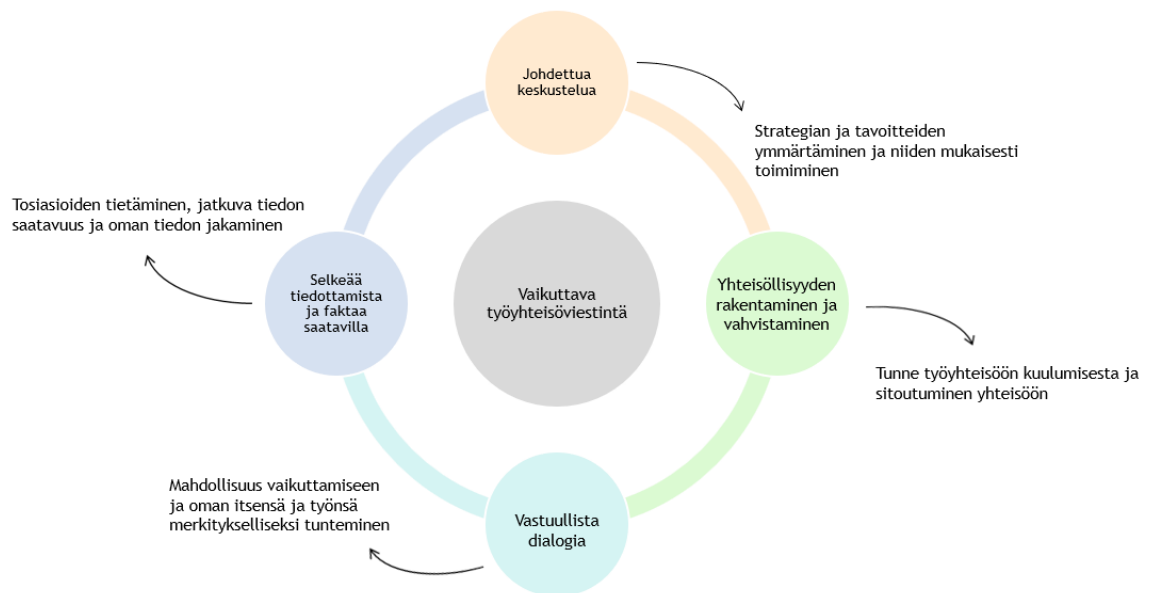 Johdettua
keskustelua
Strategian ja tavoitteiden
ymmärtäminen ja niiden mukaisesti
toimiminen
Tosiasioiden tietäminen, jatkuva tiedon
saatavuus ja oman tiedon jakaminen
Selkeää
tiedottamista
ja faktaa
saatavilla
Vaikuttava
työyhteisöviestintä
Yhteisöllisyyden
rakentaminen ja
vahvistaminen
Tunne työyhteisöön kuulumisesta ja
sitoutuminen yhteisöön
Mahdollisuus vaikuttamiseen
ja oman itsensä ja työnsä
merkitykselliseksi tunteminen
Vastuullista
dialogia